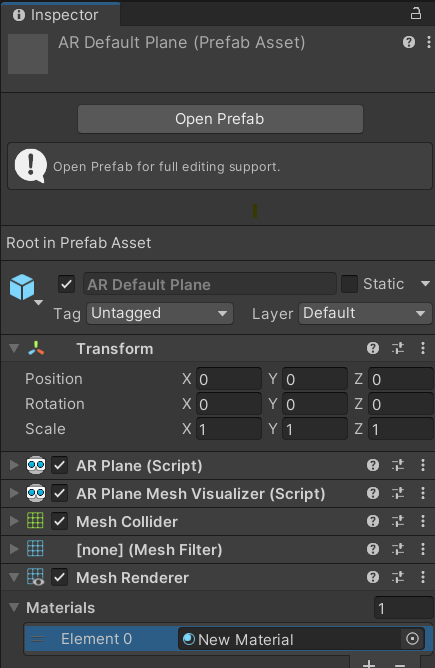 Inspector
AR Default Plane (Prefab Asset)
Open Prefab
Open Prefab for full editing support.
Root in Prefab Asset
AR Default Plane Static
Tag Untagged Layer Default
Transform
Position X 0 Y 0 Z 0
Rotation X 0 Y 0 Z 0
Scale X 1 Y 1 Z 1
AR Plane (Script)
AR Plane Mesh Visualizer (Script)
Mesh Collider
[none] (Mesh Filter)
Mesh Renderer
Materials 1
Element 0 New Material